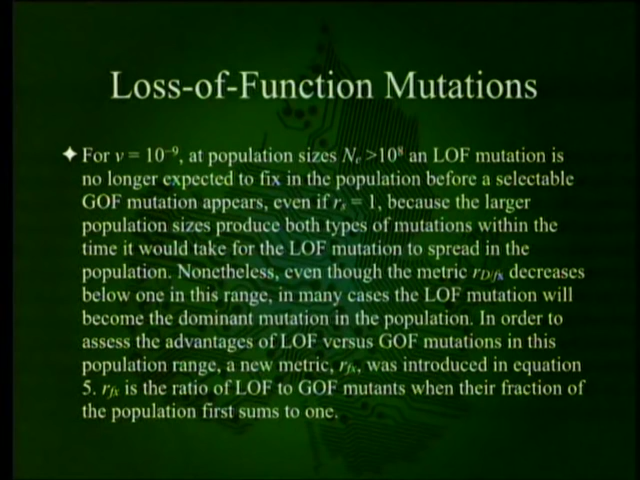 Loss-of-Function Mutations
✦ For v = 10⁻⁹, at population sizes Nₑ >10⁸ an LOF mutation is
no longer expected to fix in the population before a selectable
GOF mutation appears, even if rₛ = 1, because the larger
population sizes produce both types of mutations within the
time it would take for the LOF mutation to spread in the
population. Nonetheless, even though the metric r_D/fx decreases
below one in this range, in many cases the LOF mutation will
become the dominant mutation in the population. In order to
assess the advantages of LOF versus GOF mutations in this
population range, a new metric, r_fx, was introduced in equation
5. r_fx is the ratio of LOF to GOF mutants when their fraction of
the population first sums to one.